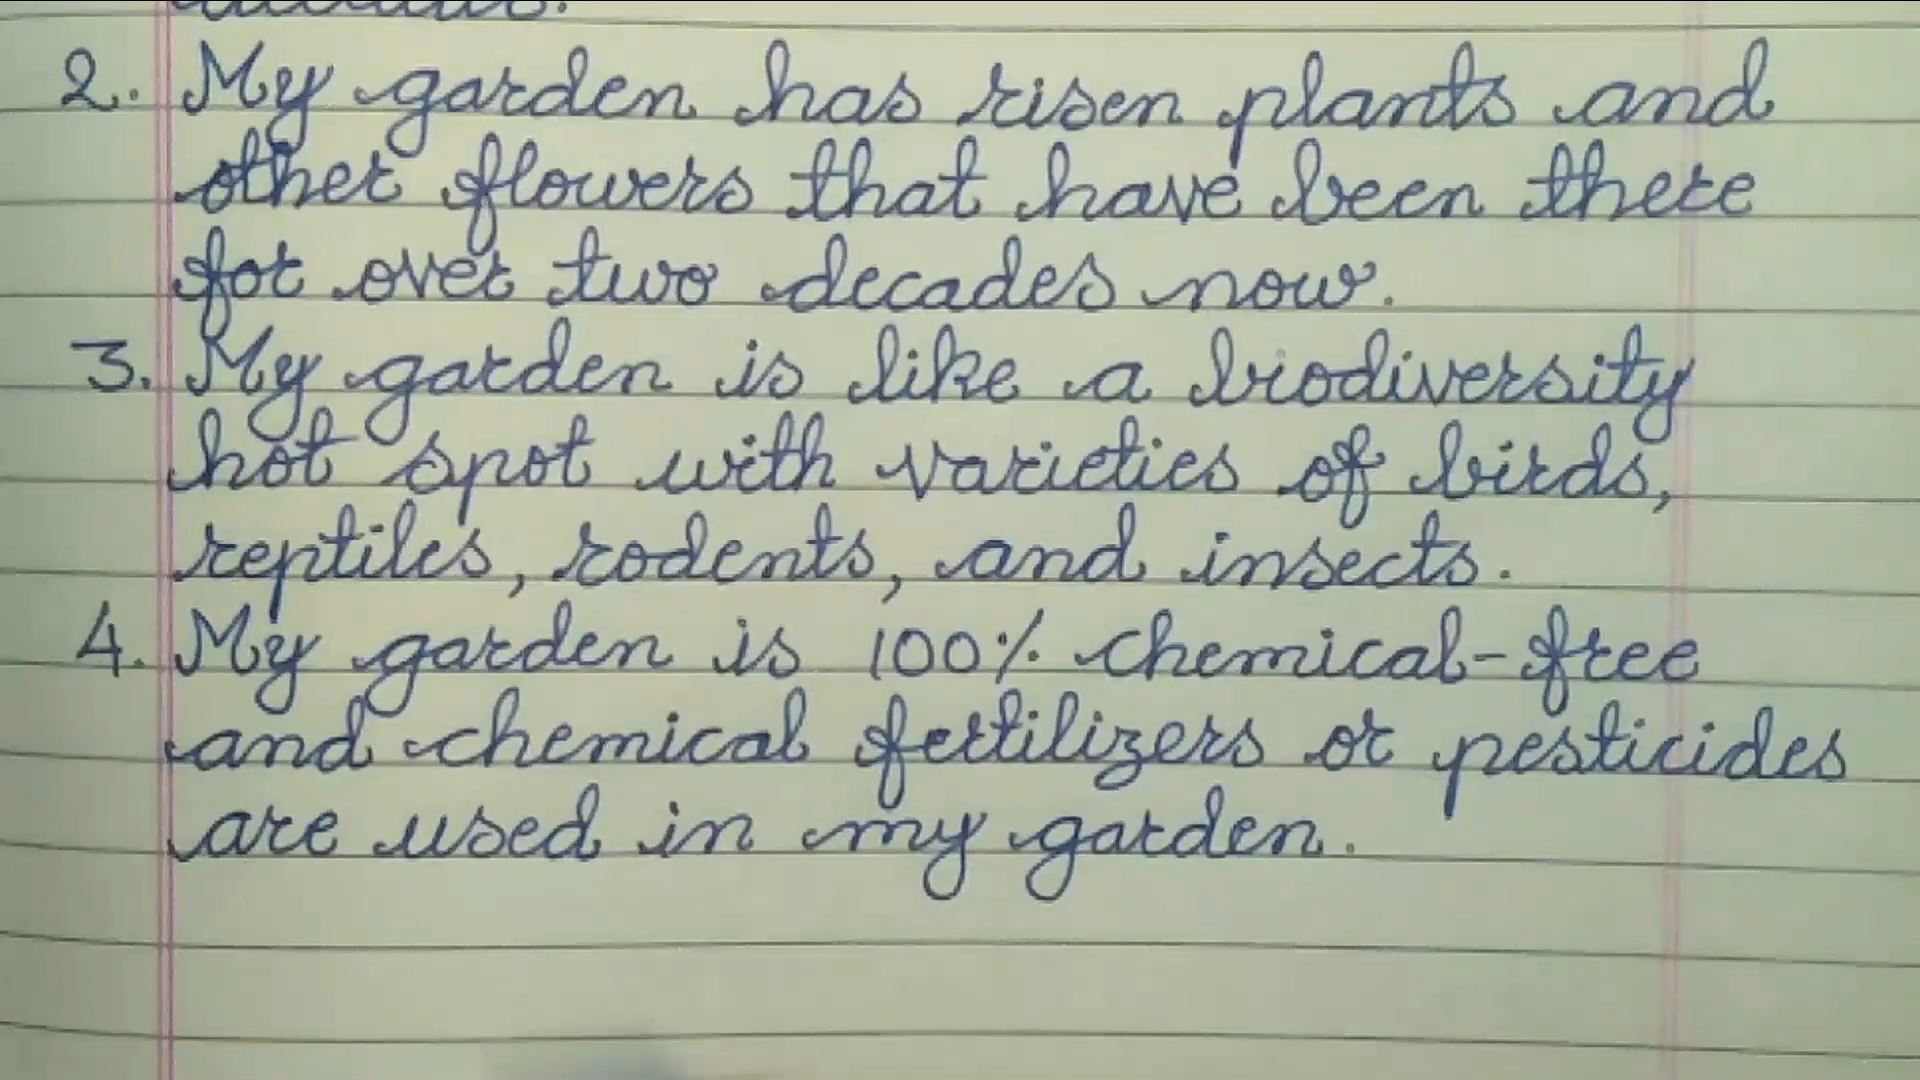 2. My garden has risen plants and
other flowers that have been there
for over two decades now.
3. My garden is like a biodiversity
hot spot with varieties of birds,
reptiles, rodents, and insects.
4. My garden is 100% chemical-free
and chemical fertilizers or pesticides
are used in my garden.